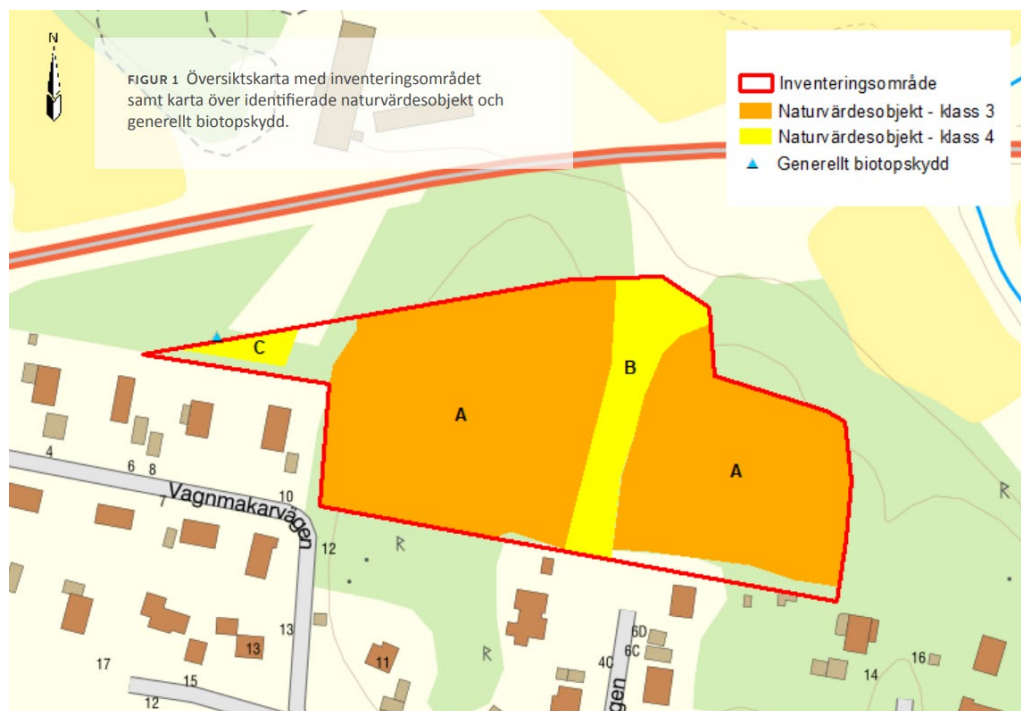 N
FIGUR 1 Översiktskarta med inventeringsområdet
samt karta över identifierade naturvärdesobjekt och
generellt biotopskydd.
Inventeringsområde
Naturvärdesobjekt - klass 3
Naturvärdesobjekt - klass 4
Generellt biotopskydd
C
B
A
A
4
6
8
7
Vagnmakarvägen
10
12
R
R
R
13
13
11
17
15
12
6D
6C
4C
gen
16
14